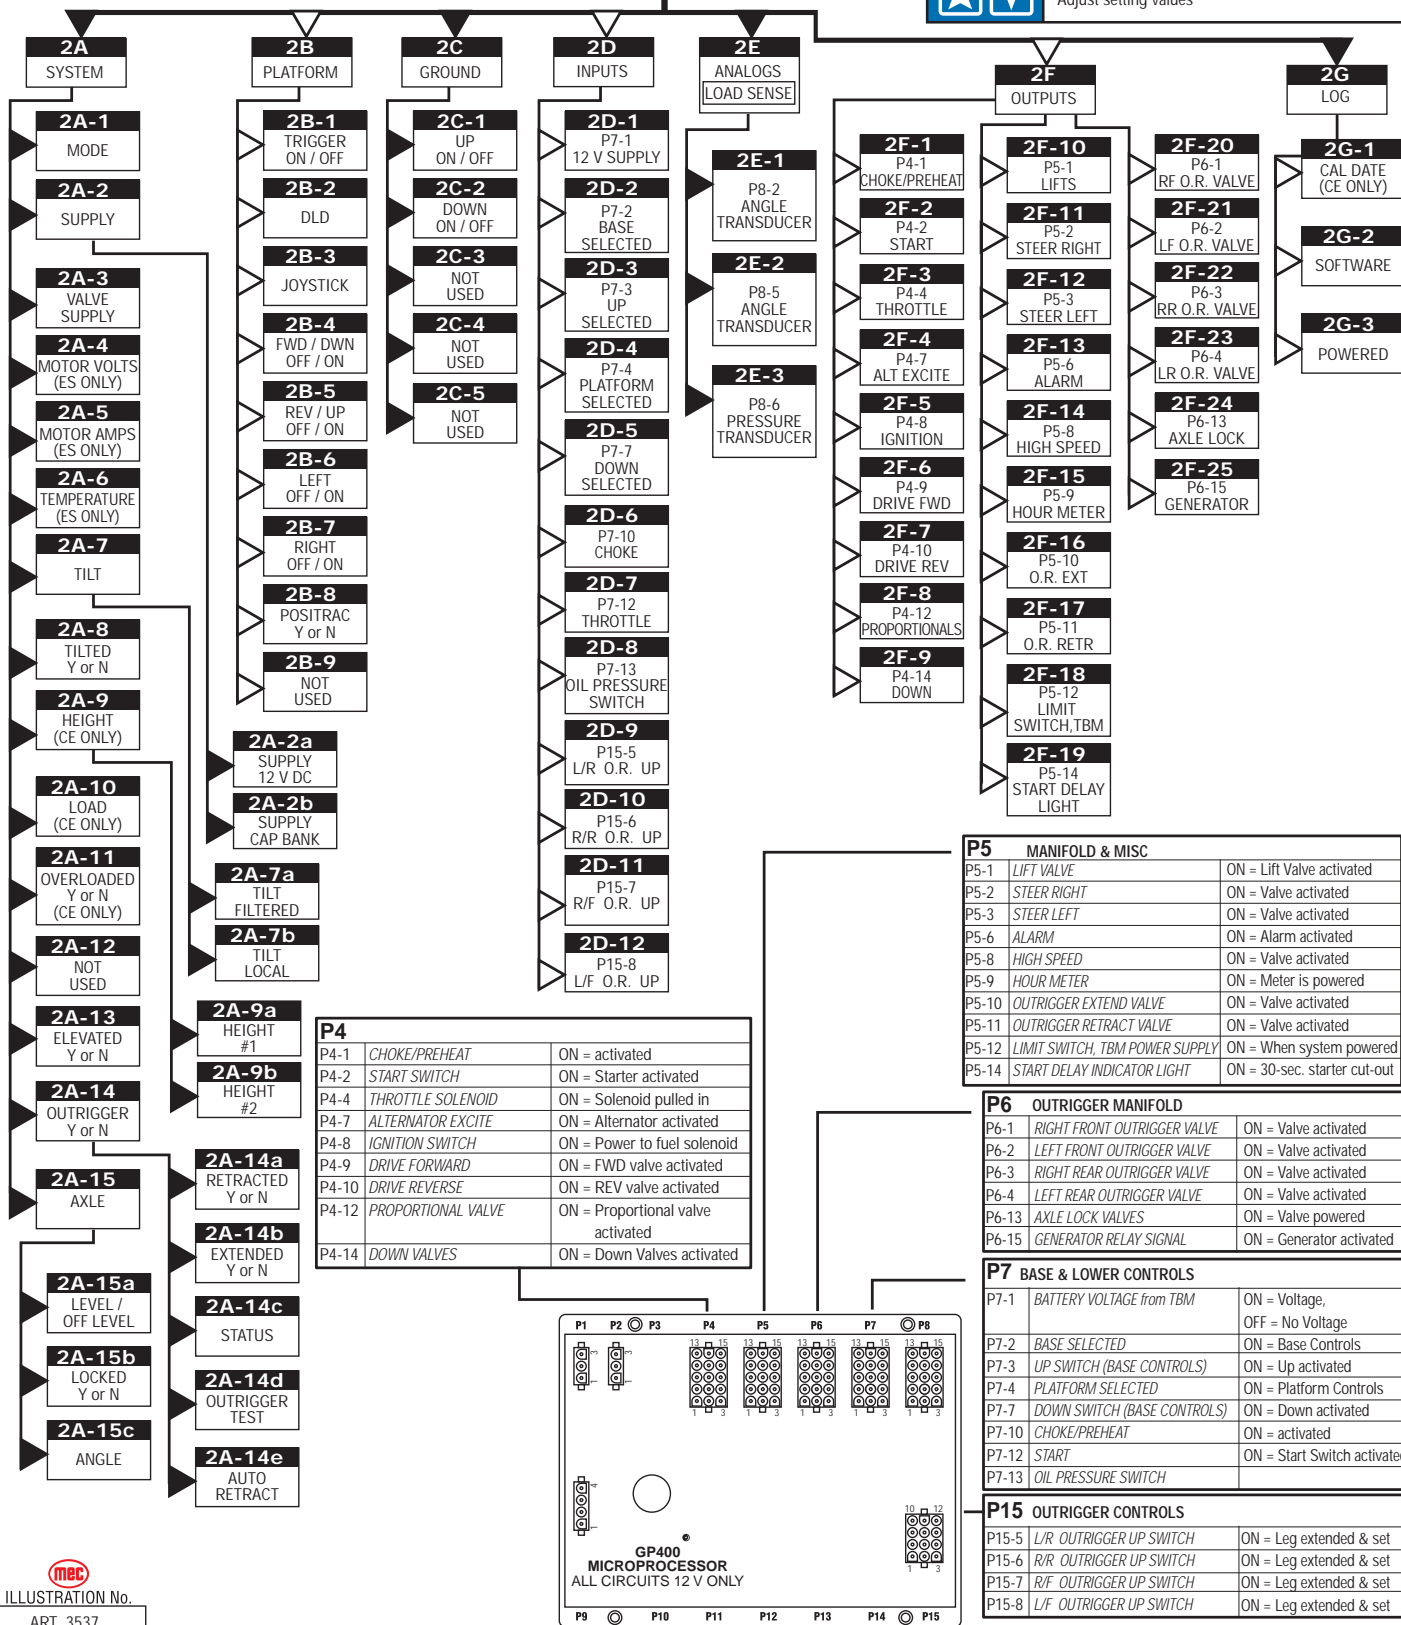 Adjust setting values
2A
SYSTEM
2A-1
MODE
2A-2
SUPPLY
2A-3
VALVE
SUPPLY
2A-4
MOTOR VOLTS
(ES ONLY)
2A-5
MOTOR AMPS
(ES ONLY)
2A-6
TEMPERATURE
(ES ONLY)
2A-7
TILT
2A-8
TILTED
Y or N
2A-9
HEIGHT
(CE ONLY)
2A-10
LOAD
(CE ONLY)
2A-11
OVERLOADED
Y or N
(CE ONLY)
2A-12
NOT
USED
2A-13
ELEVATED
Y or N
2A-14
OUTRIGGER
Y or N
2A-15
AXLE
2A-15a
LEVEL /
OFF LEVEL
2A-15b
LOCKED
Y or N
2A-15c
ANGLE
2A-2a
SUPPLY
12 V DC
2A-2b
SUPPLY
CAP BANK
2A-7a
TILT
FILTERED
2A-7b
TILT
LOCAL
2A-9a
HEIGHT
#1
2A-9b
HEIGHT
#2
2A-14a
RETRACTED
Y or N
2A-14b
EXTENDED
Y or N
2A-14c
STATUS
2A-14d
OUTRIGGER
TEST
2A-14e
AUTO
RETRACT
2B
PLATFORM
2B-1
TRIGGER
ON / OFF
2B-2
DLD
2B-3
JOYSTICK
2B-4
FWD / DWN
OFF / ON
2B-5
REV / UP
OFF / ON
2B-6
LEFT
OFF / ON
2B-7
RIGHT
OFF / ON
2B-8
POSITRAC
Y or N
2B-9
NOT
USED
2C
GROUND
2C-1
UP
ON / OFF
2C-2
DOWN
ON / OFF
2C-3
NOT
USED
2C-4
NOT
USED
2C-5
NOT
USED
2D
INPUTS
2D-1
P7-1
12 V SUPPLY
2D-2
P7-2
BASE
SELECTED
2D-3
P7-3
UP
SELECTED
2D-4
P7-4
PLATFORM
SELECTED
2D-5
P7-7
DOWN
SELECTED
2D-6
P7-10
CHOKE
2D-7
P7-12
THROTTLE
2D-8
P7-13
OIL PRESSURE
SWITCH
2D-9
P15-5
L/R O.R. UP
2D-10
P15-6
R/R O.R. UP
2D-11
P15-7
R/F O.R. UP
2D-12
P15-8
L/F O.R. UP
2E
ANALOGS
LOAD SENSE
2E-1
P8-2
ANGLE
TRANSDUCER
2E-2
P8-5
ANGLE
TRANSDUCER
2E-3
P8-6
PRESSURE
TRANSDUCER
2F
OUTPUTS
2F-1
P4-1
CHOKE/PREHEAT
2F-2
P4-2
START
2F-3
P4-4
THROTTLE
2F-4
P4-7
ALT EXCITE
2F-5
P4-8
IGNITION
2F-6
P4-9
DRIVE FWD
2F-7
P4-10
DRIVE REV
2F-8
P4-12
PROPORTIONALS
2F-9
P4-14
DOWN
2F-10
P5-1
LIFTS
2F-11
P5-2
STEER RIGHT
2F-12
P5-3
STEER LEFT
2F-13
P5-6
ALARM
2F-14
P5-8
HIGH SPEED
2F-15
P5-9
HOUR METER
2F-16
P5-10
O.R. EXT
2F-17
P5-11
O.R. RETR
2F-18
P5-12
LIMIT
SWITCH,TBM
2F-19
P5-14
START DELAY
LIGHT
2F-20
P6-1
RF O.R. VALVE
2F-21
P6-2
LF O.R. VALVE
2F-22
P6-3
RR O.R. VALVE
2F-23
P6-4
LR O.R. VALVE
2F-24
P6-13
AXLE LOCK
2F-25
P6-15
GENERATOR
2G
LOG
2G-1
CAL DATE
(CE ONLY)
2G-2
SOFTWARE
2G-3
POWERED
P4
P4-1 CHOKE/PREHEAT ON = activated
P4-2 START SWITCH ON = Starter activated
P4-4 THROTTLE SOLENOID ON = Solenoid pulled in
P4-7 ALTERNATOR EXCITE ON = Alternator activated
P4-8 IGNITION SWITCH ON = Power to fuel solenoid
P4-9 DRIVE FORWARD ON = FWD valve activated
P4-10 DRIVE REVERSE ON = REV valve activated
P4-12 PROPORTIONAL VALVE ON = Proportional valve
activated
P4-14 DOWN VALVES ON = Down Valves activated
P5 MANIFOLD & MISC
P5-1 LIFT VALVE ON = Lift Valve activated
P5-2 STEER RIGHT ON = Valve activated
P5-3 STEER LEFT ON = Valve activated
P5-6 ALARM ON = Alarm activated
P5-8 HIGH SPEED ON = Valve activated
P5-9 HOUR METER ON = Meter is powered
P5-10 OUTRIGGER EXTEND VALVE ON = Valve activated
P5-11 OUTRIGGER RETRACT VALVE ON = Valve activated
P5-12 LIMIT SWITCH, TBM POWER SUPPLY ON = When system powered
P5-14 START DELAY INDICATOR LIGHT ON = 30-sec. starter cut-out
P6 OUTRIGGER MANIFOLD
P6-1 RIGHT FRONT OUTRIGGER VALVE ON = Valve activated
P6-2 LEFT FRONT OUTRIGGER VALVE ON = Valve activated
P6-3 RIGHT REAR OUTRIGGER VALVE ON = Valve activated
P6-4 LEFT REAR OUTRIGGER VALVE ON = Valve activated
P6-13 AXLE LOCK VALVES ON = Valve powered
P6-15 GENERATOR RELAY SIGNAL ON = Generator activated
P7 BASE & LOWER CONTROLS
P7-1 BATTERY VOLTAGE from TBM ON = Voltage,
OFF = No Voltage
P7-2 BASE SELECTED ON = Base Controls
P7-3 UP SWITCH (BASE CONTROLS) ON = Up activated
P7-4 PLATFORM SELECTED ON = Platform Controls
P7-7 DOWN SWITCH (BASE CONTROLS) ON = Down activated
P7-10 CHOKE/PREHEAT ON = activated
P7-12 START ON = Start Switch activated
P7-13 OIL PRESSURE SWITCH
P15 OUTRIGGER CONTROLS
P15-5 L/R OUTRIGGER UP SWITCH ON = Leg extended & set
P15-6 R/R OUTRIGGER UP SWITCH ON = Leg extended & set
P15-7 R/F OUTRIGGER UP SWITCH ON = Leg extended & set
P15-8 L/F OUTRIGGER UP SWITCH ON = Leg extended & set
P1 P2 P3 P4 P5 P6 P7 P8
13 15 13 15 13 15 13 15 13 15
3 3
1 1
1 3 1 3 1 3 1 3 1 3
4
1
10 12
1 3
GP400
MICROPROCESSOR
ALL CIRCUITS 12 V ONLY
P9 P10 P11 P12 P13 P14 P15
mec
ILLUSTRATION No.
ART 3537